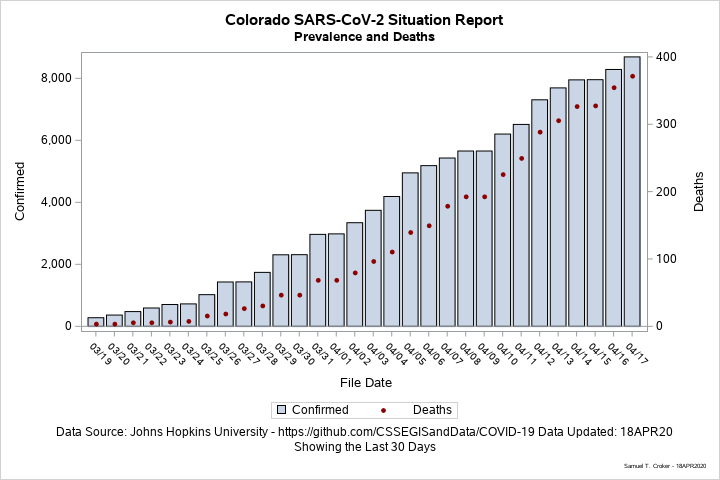 Colorado SARS-CoV-2 Situation Report
Prevalence and Deaths
8,000
6,000
4,000
2,000
0
Confirmed
400
300
200
100
0
Deaths
03/19 03/20 03/21 03/22 03/23 03/24 03/25 03/26 03/27 03/28 03/29 03/30 03/31 04/01 04/02 04/03 04/04 04/05 04/06 04/07 04/08 04/09 04/10 04/11 04/12 04/13 04/14 04/15 04/16 04/17
File Date
Confirmed Deaths
Data Source: Johns Hopkins University - https://github.com/CSSEGISandData/COVID-19 Data Updated: 18APR20
Showing the Last 30 Days
Samuel T. Croker - 18APR2020